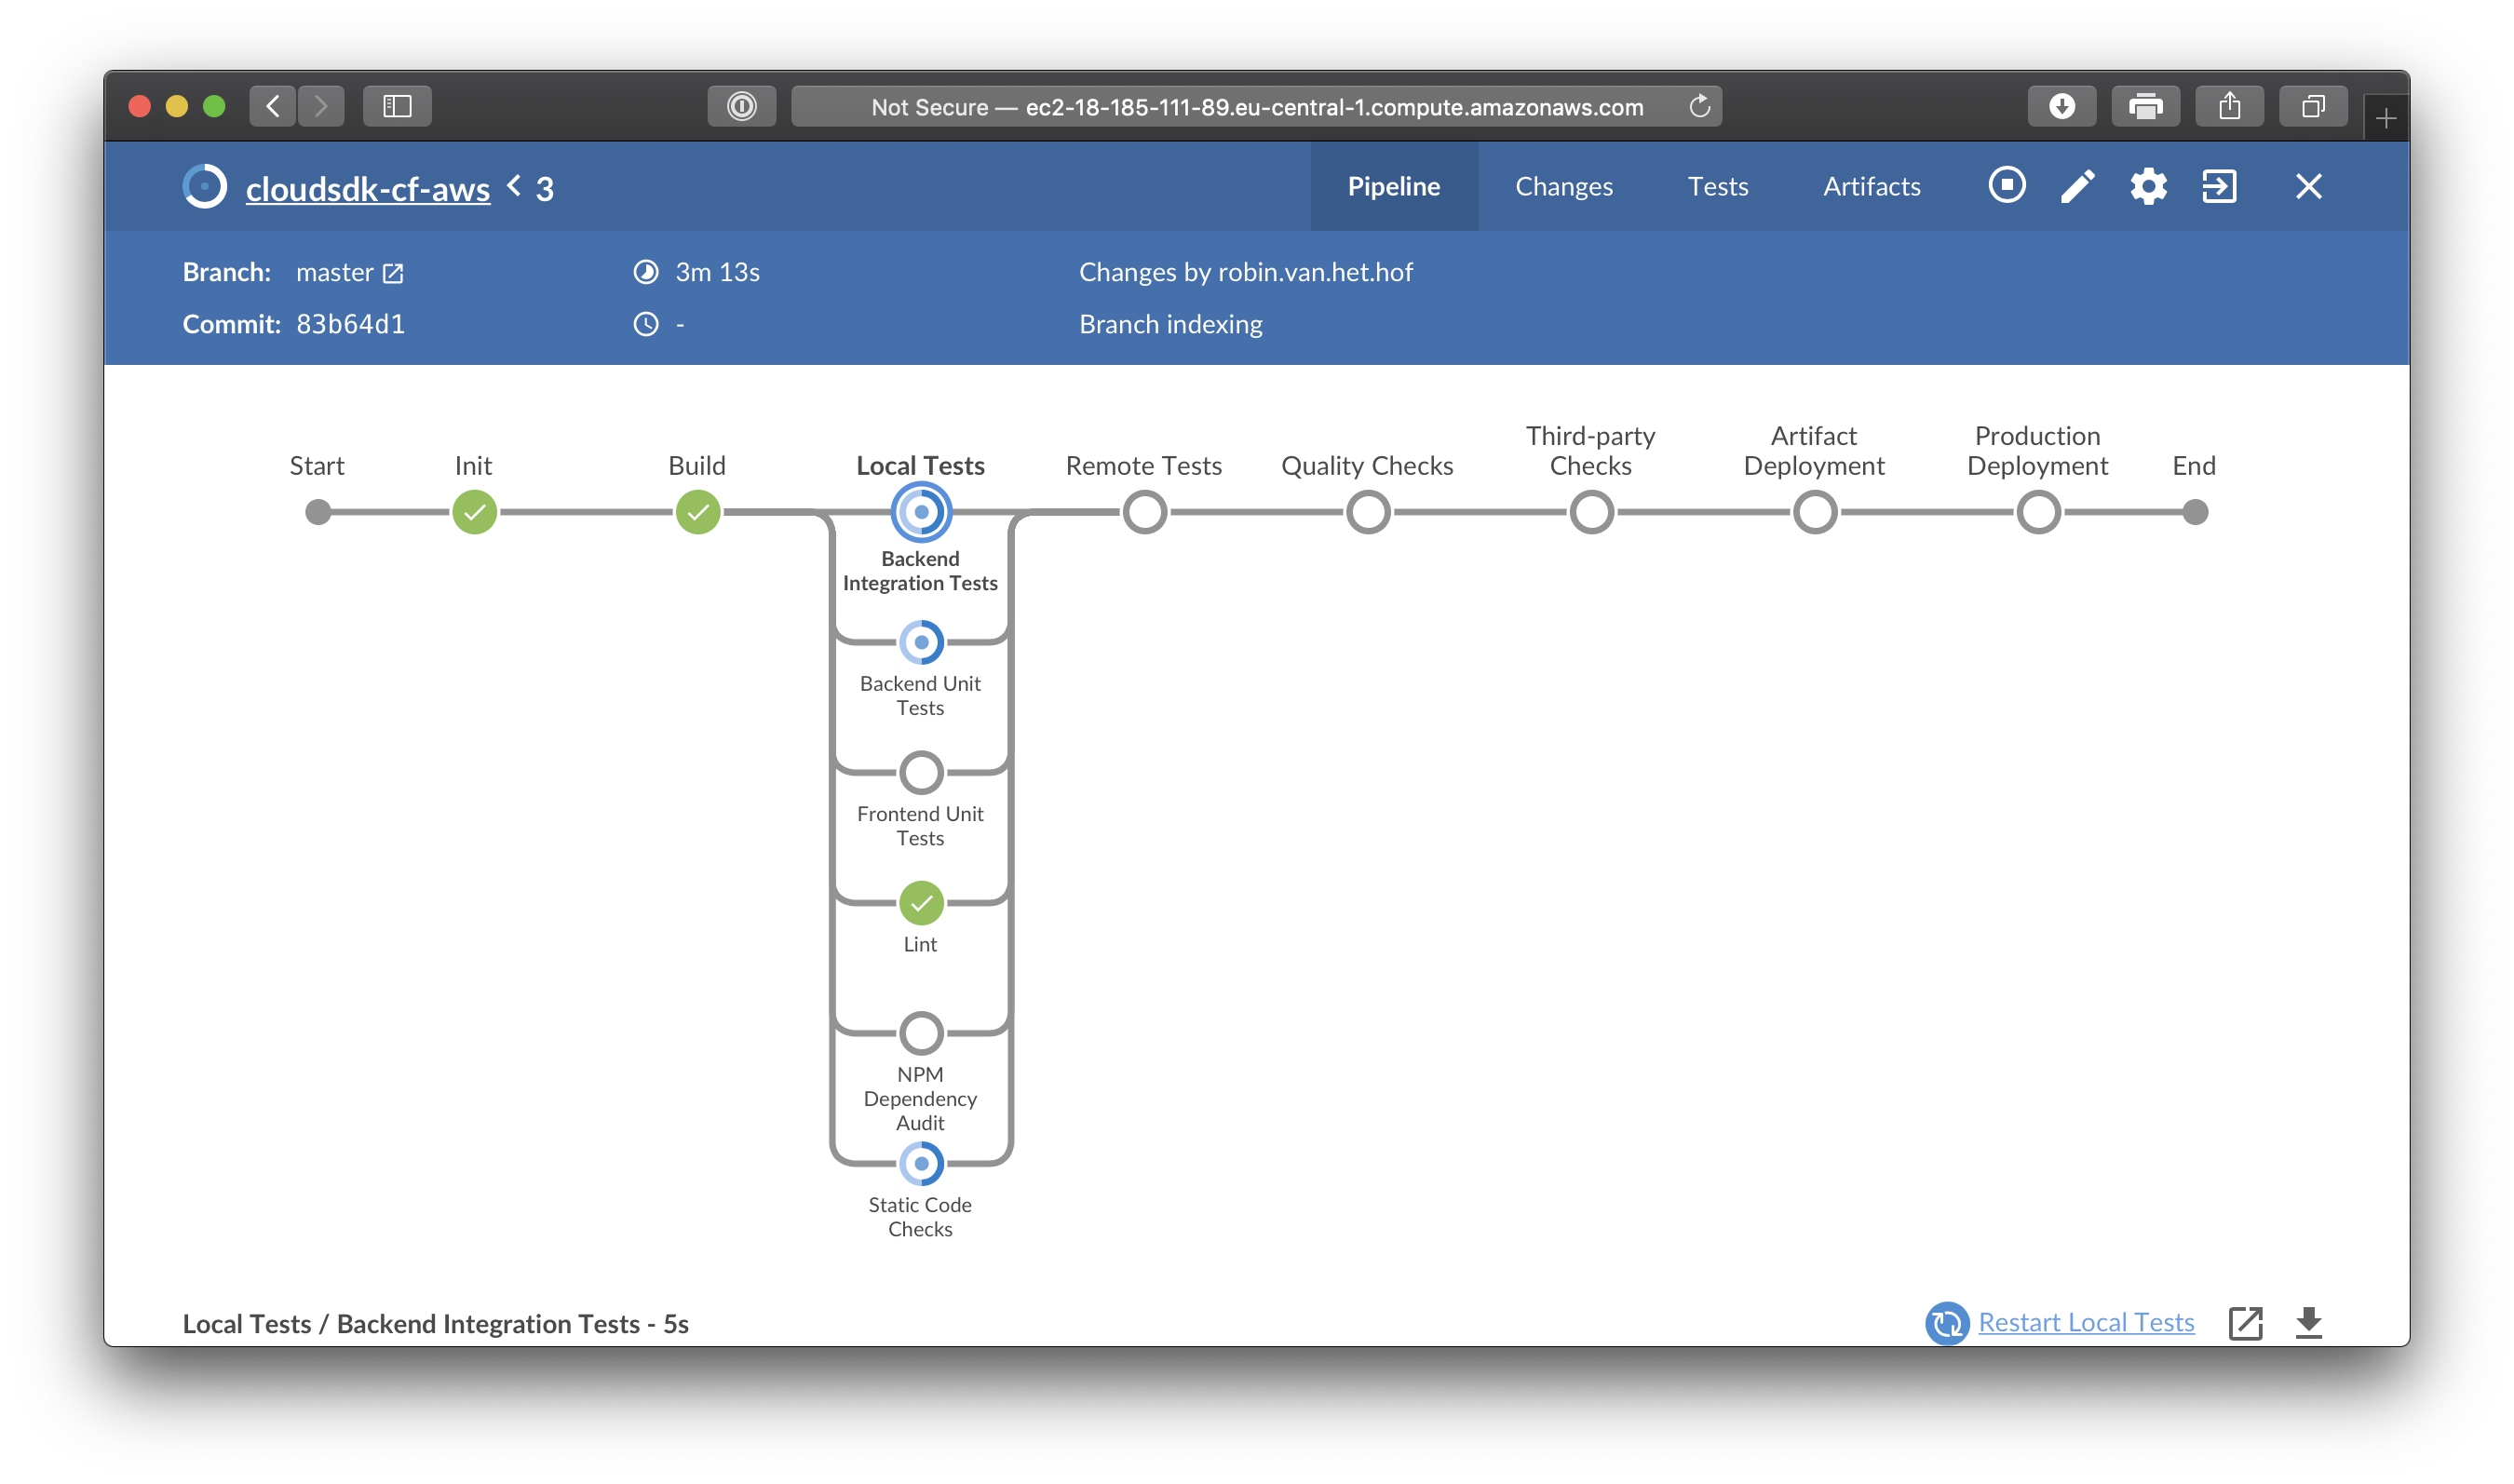 Not Secure — ec2-18-185-111-89.eu-central-1.compute.amazonaws.com
cloudsdk-cf-aws < 3
Pipeline
Changes
Tests
Artifacts
Branch: master
3m 13s
Changes by robin.van.het.hof
Commit: 83b64d1
-
Branch indexing
Start
Init
Build
Local Tests
Remote Tests
Quality Checks
Third-party
Checks
Artifact
Deployment
Production
Deployment
End
Backend
Integration Tests
Backend Unit
Tests
Frontend Unit
Tests
Lint
NPM
Dependency
Audit
Static Code
Checks
Local Tests / Backend Integration Tests - 5s
Restart Local Tests